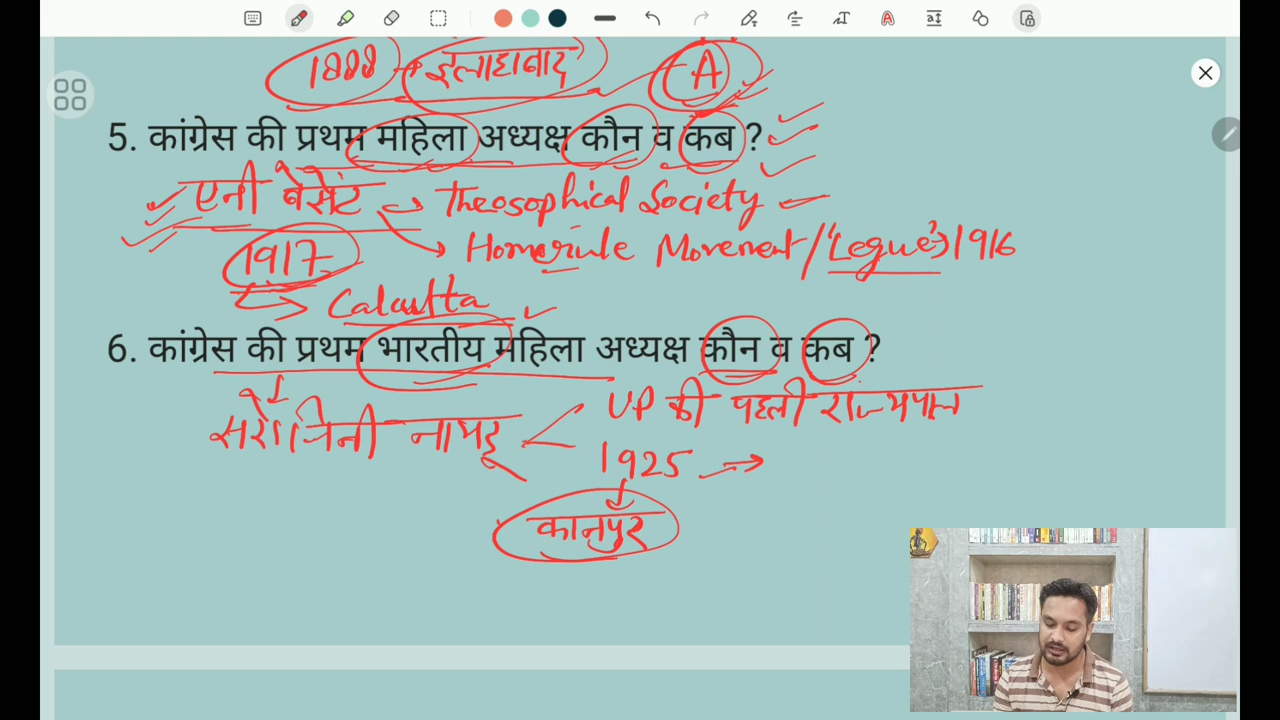 1888 → इलाहाबाद A
5. कांग्रेस की प्रथम महिला अध्यक्ष कौन व कब ?
एनी बेसेंट → Theosophical Society
→ Homerule Movement/'Legue' 1916
1917
→ Calcutta
6. कांग्रेस की प्रथम भारतीय महिला अध्यक्ष कौन व कब ?
सरोजिनी नायडू UP की पहली राज्यपाल
1925 →
कानपुर